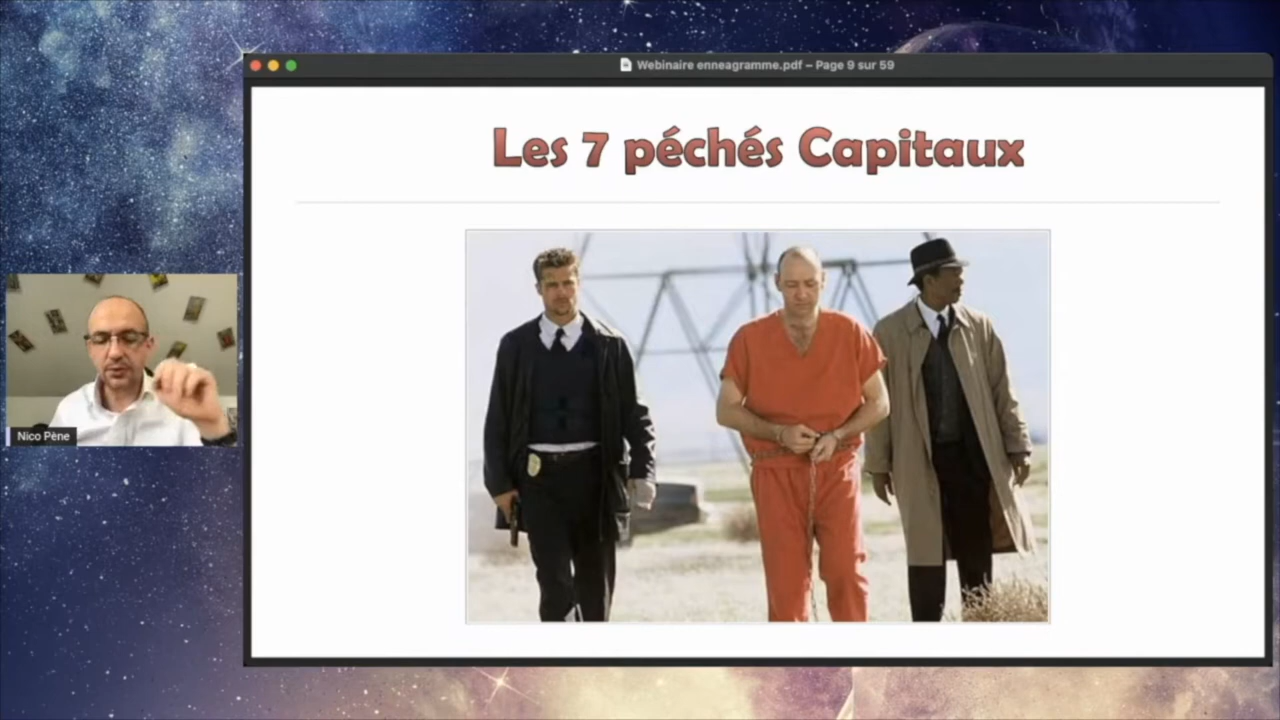 Webinaire enneagramme.pdf – Page 9 sur 59
Les 7 péchés Capitaux
Nico Pène